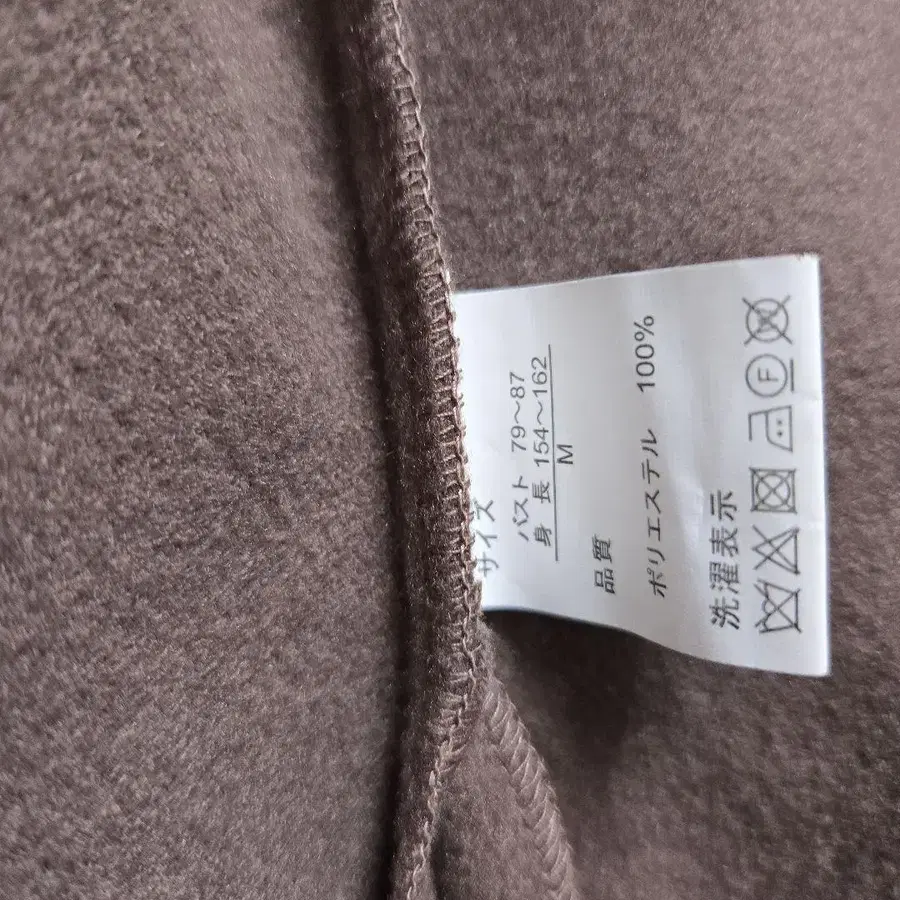 サイズ
バスト 79～87
身 長 154～162
M
品質
ポリエステル 100%
洗濯表示
F
W